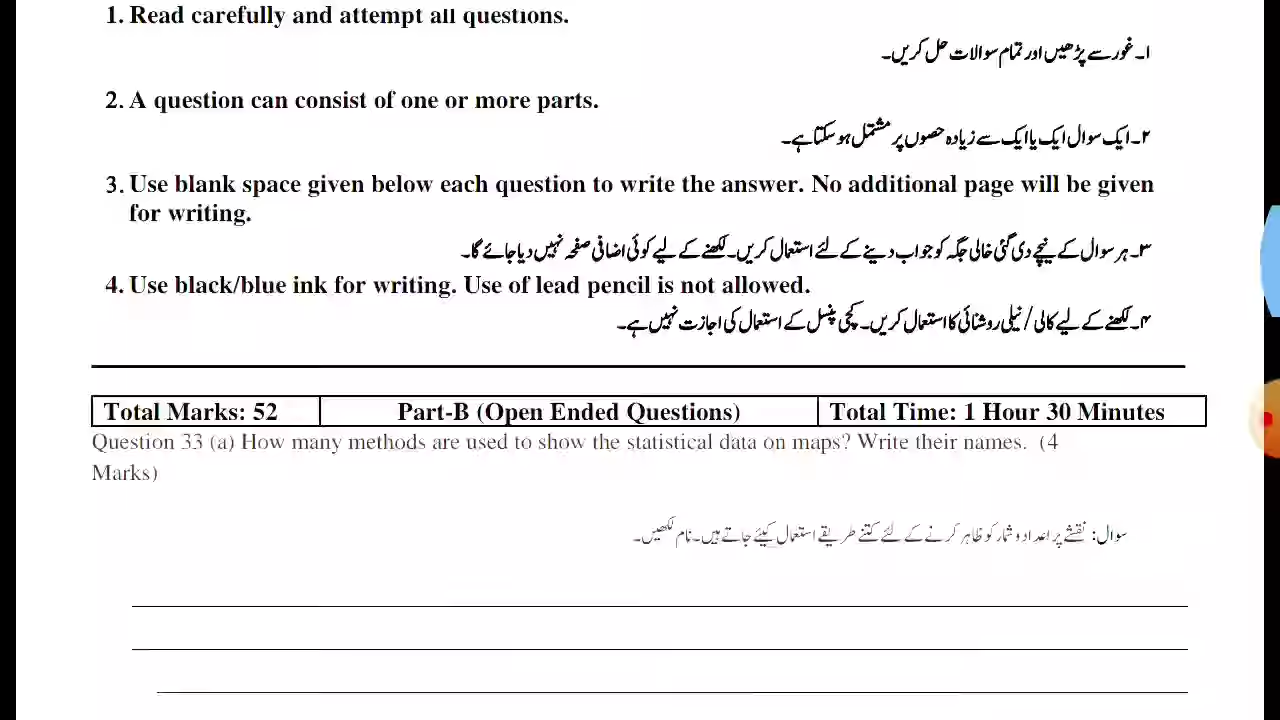 1. Read carefully and attempt all questions.
۱۔ غور سے پڑھیں اور تمام سوالات حل کریں۔
2. A question can consist of one or more parts.
۲۔ ایک سوال ایک یا ایک سے زیادہ حصوں پر مشتمل ہو سکتا ہے۔
3. Use blank space given below each question to write the answer. No additional page will be given
for writing.
۳۔ ہر سوال کے نیچے دی گئی خالی جگہ کو جواب دینے کے لئے استعمال کریں۔ لکھنے کے لیے کوئی اضافی صفحہ نہیں دیا جائے گا۔
4. Use black/blue ink for writing. Use of lead pencil is not allowed.
۴۔ لکھنے کے لیے کالی / نیلی روشنائی کا استعمال کریں۔ کچی پنسل کے استعمال کی اجازت نہیں ہے۔
Total Marks: 52 Part-B (Open Ended Questions) Total Time: 1 Hour 30 Minutes
Question 33 (a) How many methods are used to show the statistical data on maps? Write their names. (4
Marks)
سوال: نقشے پر اعداد و شمار کو ظاہر کرنے کے لئے کتنے طریقے استعمال کیئے جاتے ہیں۔ نام لکھیں۔